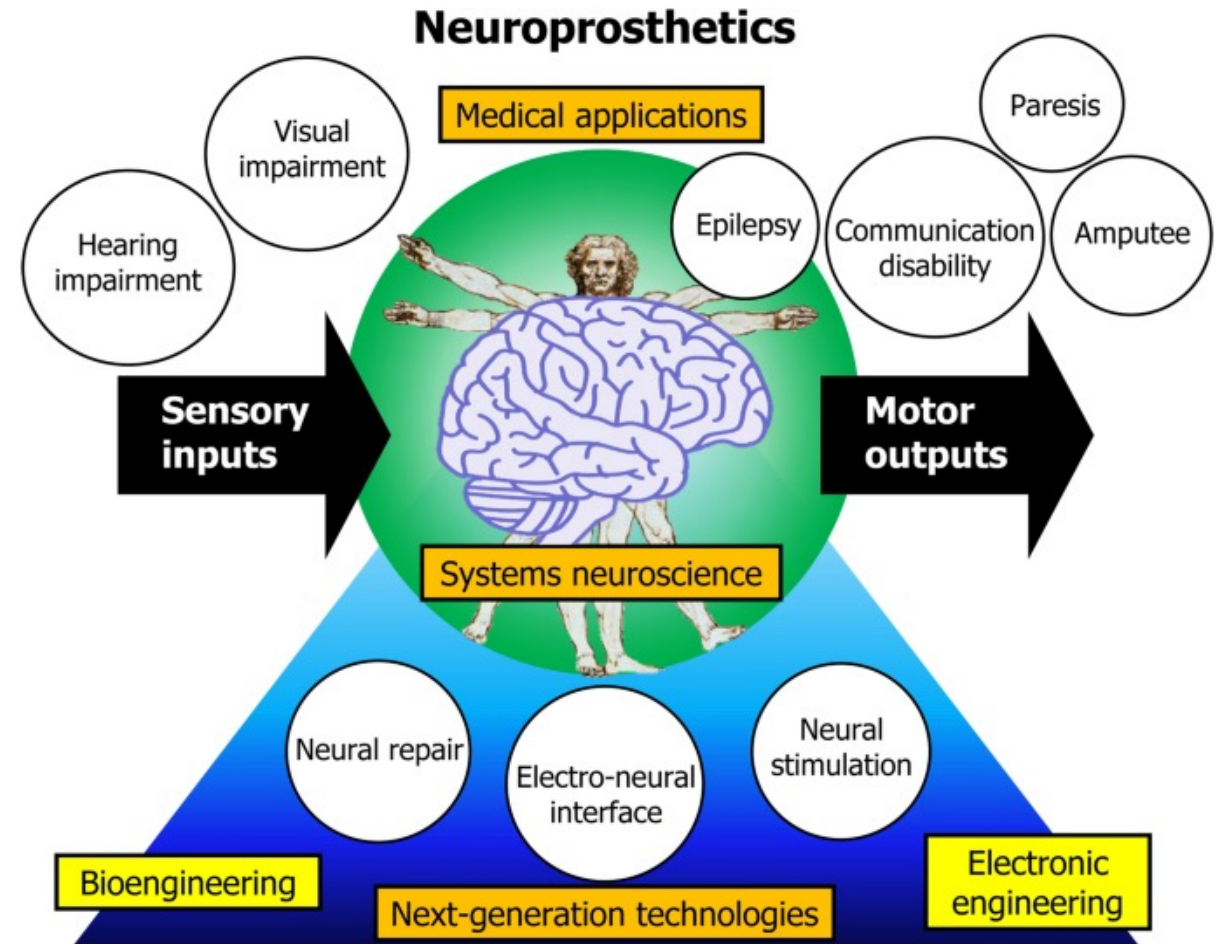 Neuroprosthetics
Medical applications
Visual
impairment
Hearing
impairment
Paresis
Epilepsy
Communication
disability
Amputee
Sensory
inputs
Motor
outputs
Systems neuroscience
Neural repair
Electro-neural
interface
Neural
stimulation
Bioengineering
Next-generation technologies
Electronic
engineering